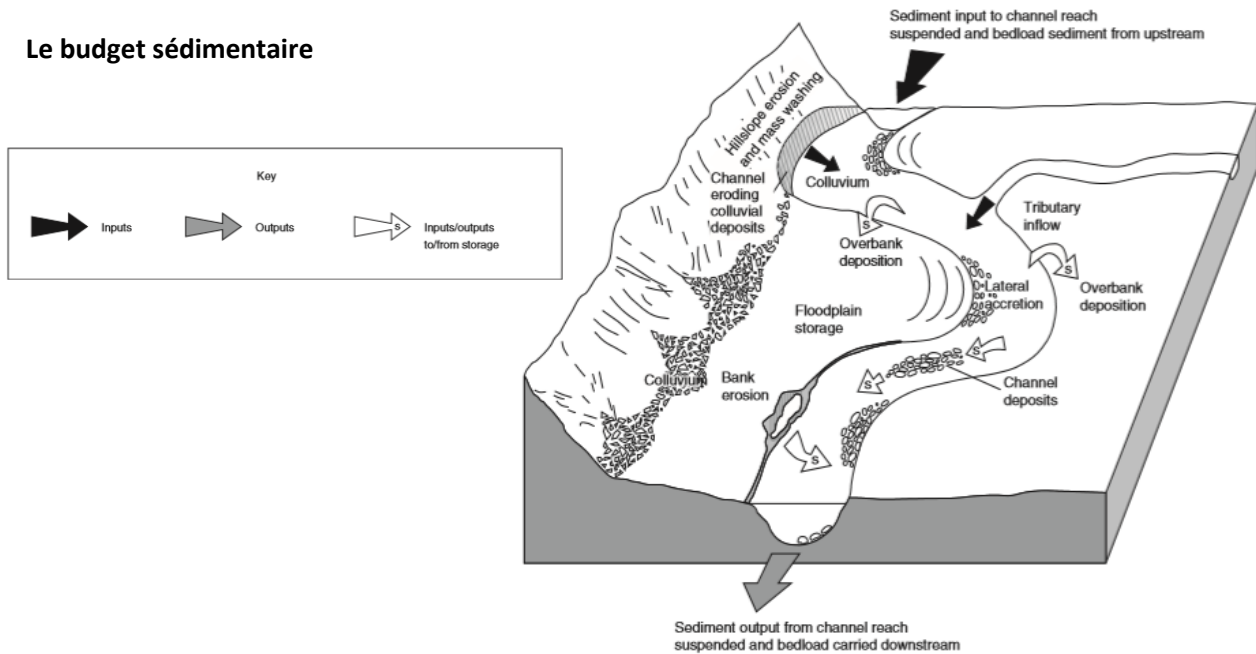 Le budget sédimentaire
Key
Inputs
Outputs
S
Inputs/outputs
to/from storage
Sediment input to channel reach
suspended and bedload sediment from upstream
Hillslope erosion
and mass washing
Channel
eroding
colluvial
deposits
Colluvium
Tributary
inflow
S
Overbank
deposition
S
Overbank
deposition
Lateral
accretion
Floodplain
storage
S
S
Channel
deposits
Colluvium
Bank
erosion
S
Sediment output from channel reach
suspended and bedload carried downstream